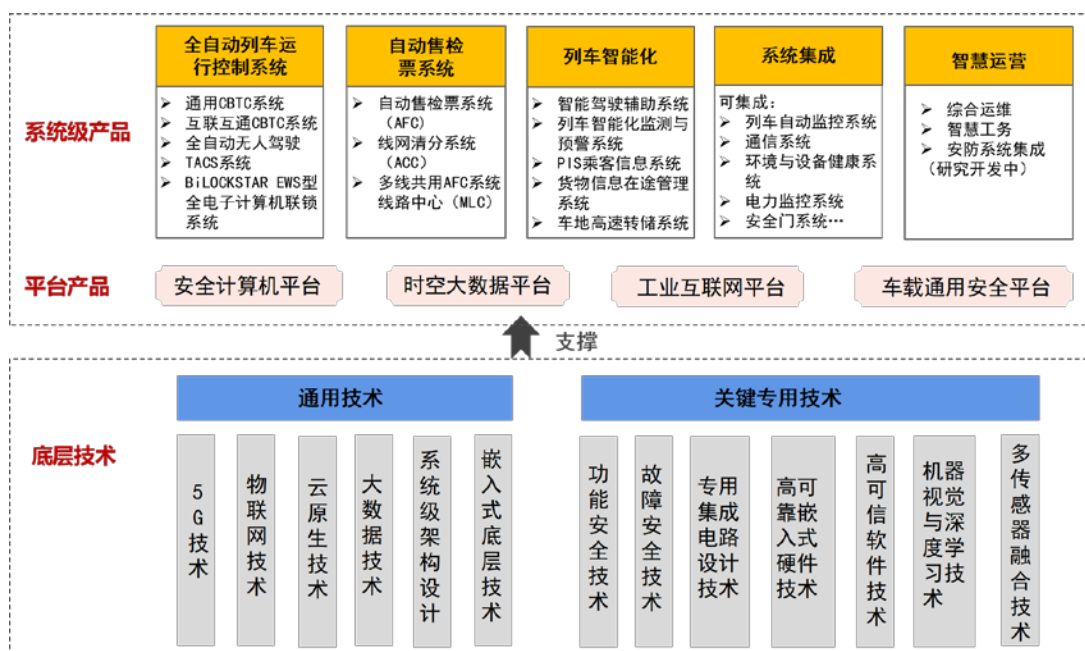 系统级产品
全自动列车运
行控制系统
➢ 通用CBTC系统
➢ 互联互通CBTC系统
➢ 全自动无人驾驶
➢ TACS系统
➢ BiLOCKSTAR EWS型
全电子计算机联锁
系统
自动售检
票系统
➢ 自动售检票系统
（AFC）
➢ 线网清分系统
（ACC）
➢ 多线共用AFC系统
线路中心（MLC）
列车智能化
➢ 智能驾驶辅助系统
➢ 列车智能化监测与
预警系统
➢ PIS乘客信息系统
➢ 货物信息在途管理
系统
➢ 车地高速转储系统
系统集成
可集成：
➢ 列车自动监控系统
➢ 通信系统
➢ 环境与设备健康系
统
➢ 电力监控系统
➢ 安全门系统…
智慧运营
➢ 综合运维
➢ 智慧工务
➢ 安防系统集成
（研究开发中）
平台产品
安全计算机平台
时空大数据平台
工业互联网平台
车载通用安全平台
支撑
底层技术
通用技术
5G技术
物联网技术
云原生技术
大数据技术
系统级架构设计
嵌入式底层技术
关键专用技术
功能安全技术
故障安全技术
专用
集成
电路
设计
技术
高可
靠嵌
入式
硬件
技术
高可信软件技术
机器
视觉
与深
度学
习技
术
多传感器融合技术